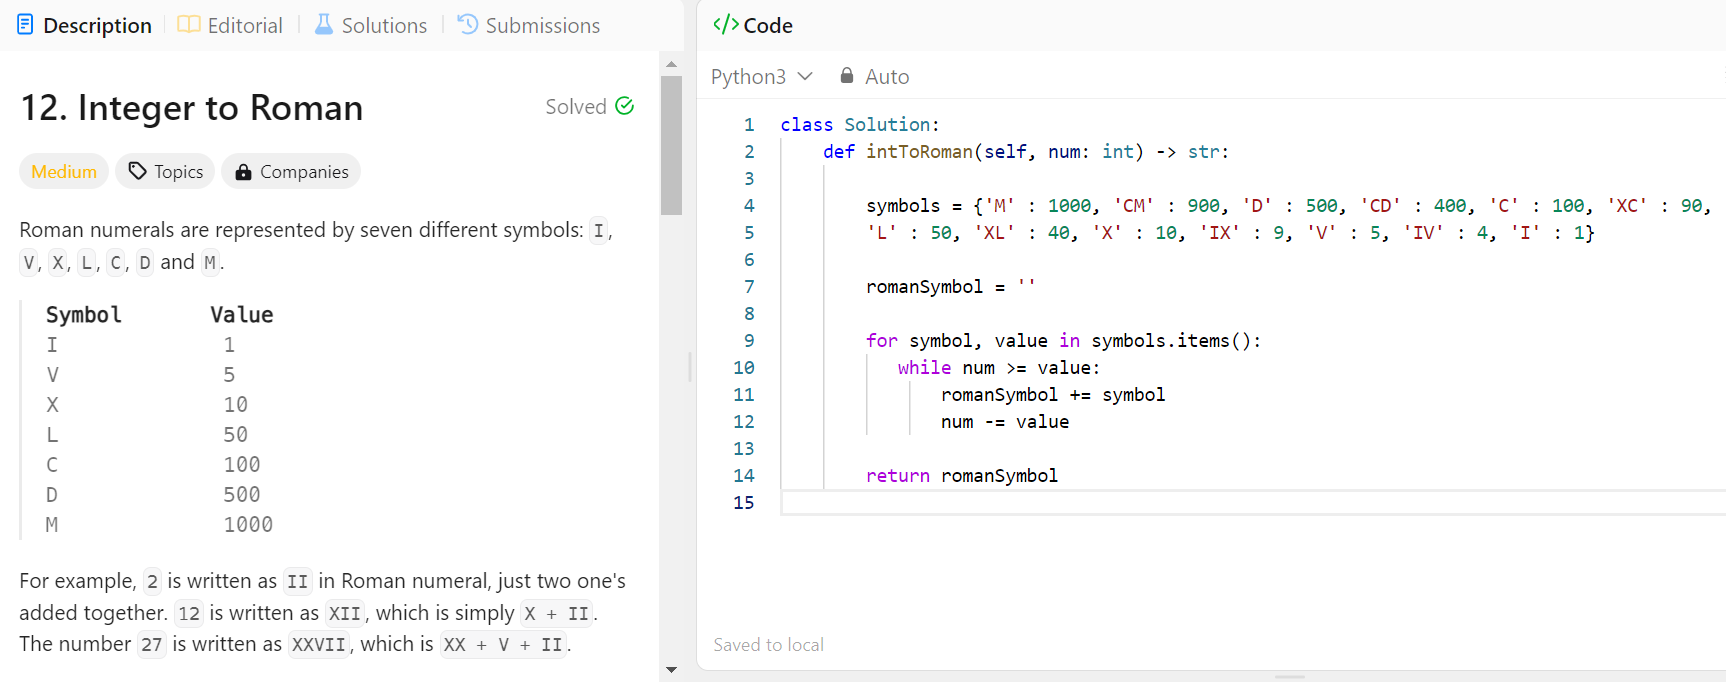 Description Editorial Solutions Submissions
12. Integer to Roman
Solved
Medium Topics Companies
Roman numerals are represented by seven different symbols: I,
V, X, L, C, D and M.
Symbol Value
I 1
V 5
X 10
L 50
C 100
D 500
M 1000
For example, 2 is written as II in Roman numeral, just two one's
added together. 12 is written as XII, which is simply X + II.
The number 27 is written as XXVII, which is XX + V + II.
</> Code
Python3 Auto
1 class Solution:
2 def intToRoman(self, num: int) -> str:
3
4 symbols = {'M' : 1000, 'CM' : 900, 'D' : 500, 'CD' : 400, 'C' : 100, 'XC' : 90,
5 'L' : 50, 'XL' : 40, 'X' : 10, 'IX' : 9, 'V' : 5, 'IV' : 4, 'I' : 1}
6
7 romanSymbol = ''
8
9 for symbol, value in symbols.items():
10 while num >= value:
11 romanSymbol += symbol
12 num -= value
13
14 return romanSymbol
15
Saved to local